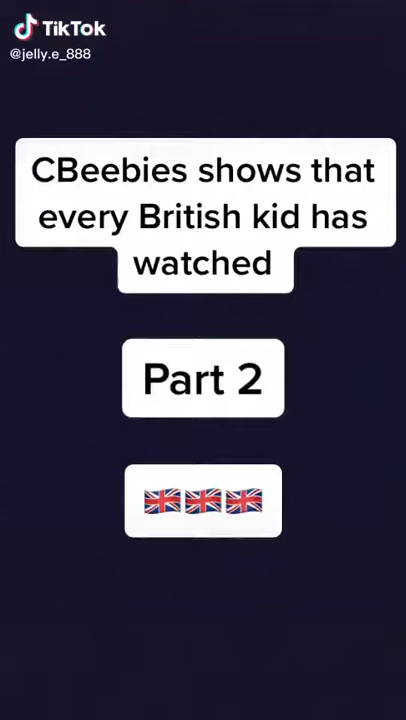 TikTok
@jelly.e_888
CBeebies shows that
every British kid has
watched
Part 2
🇬🇧🇬🇧🇬🇧